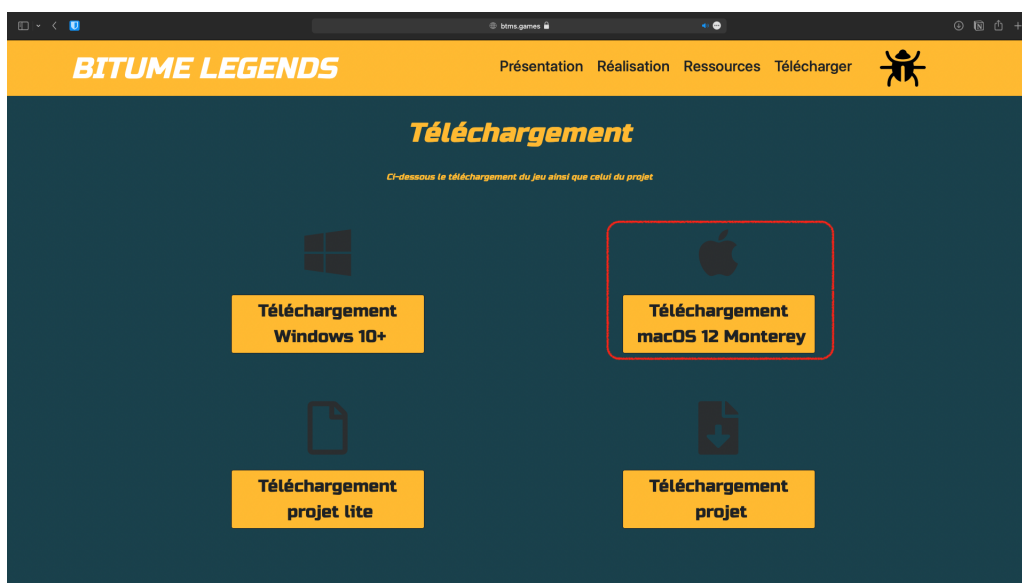 btms.games
BITUME LEGENDS
Présentation Réalisation Ressources Télécharger
Téléchargement
Ci-dessous le téléchargement du jeu ainsi que celui du projet
Téléchargement
Windows 10+
Téléchargement
macOS 12 Monterey
Téléchargement
projet lite
Téléchargement
projet